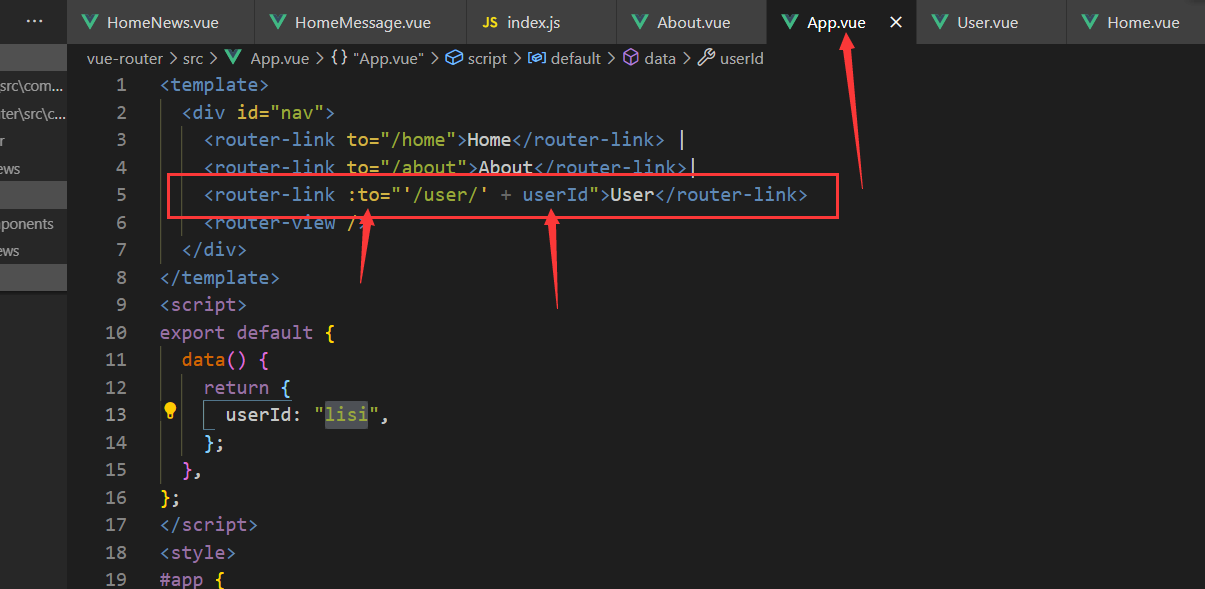 ··· HomeNews.vue HomeMessage.vue JS index.js About.vue App.vue × User.vue Home.vue
vue-router > src > App.vue > {} "App.vue" > script > default > data > userId
src\com...
ter\src\c...
r
ews
ponents
ews
1 <template>
2 <div id="nav">
3 <router-link to="/home">Home</router-link> |
4 <router-link to="/about">About</router-link>|
5 <router-link :to="'/user/' + userId">User</router-link>
6 <router-view />
7 </div>
8 </template>
9 <script>
10 export default {
11 data() {
12 return {
13 userId: "lisi",
14 };
15 },
16 };
17 </script>
18 <style>
19 #app {